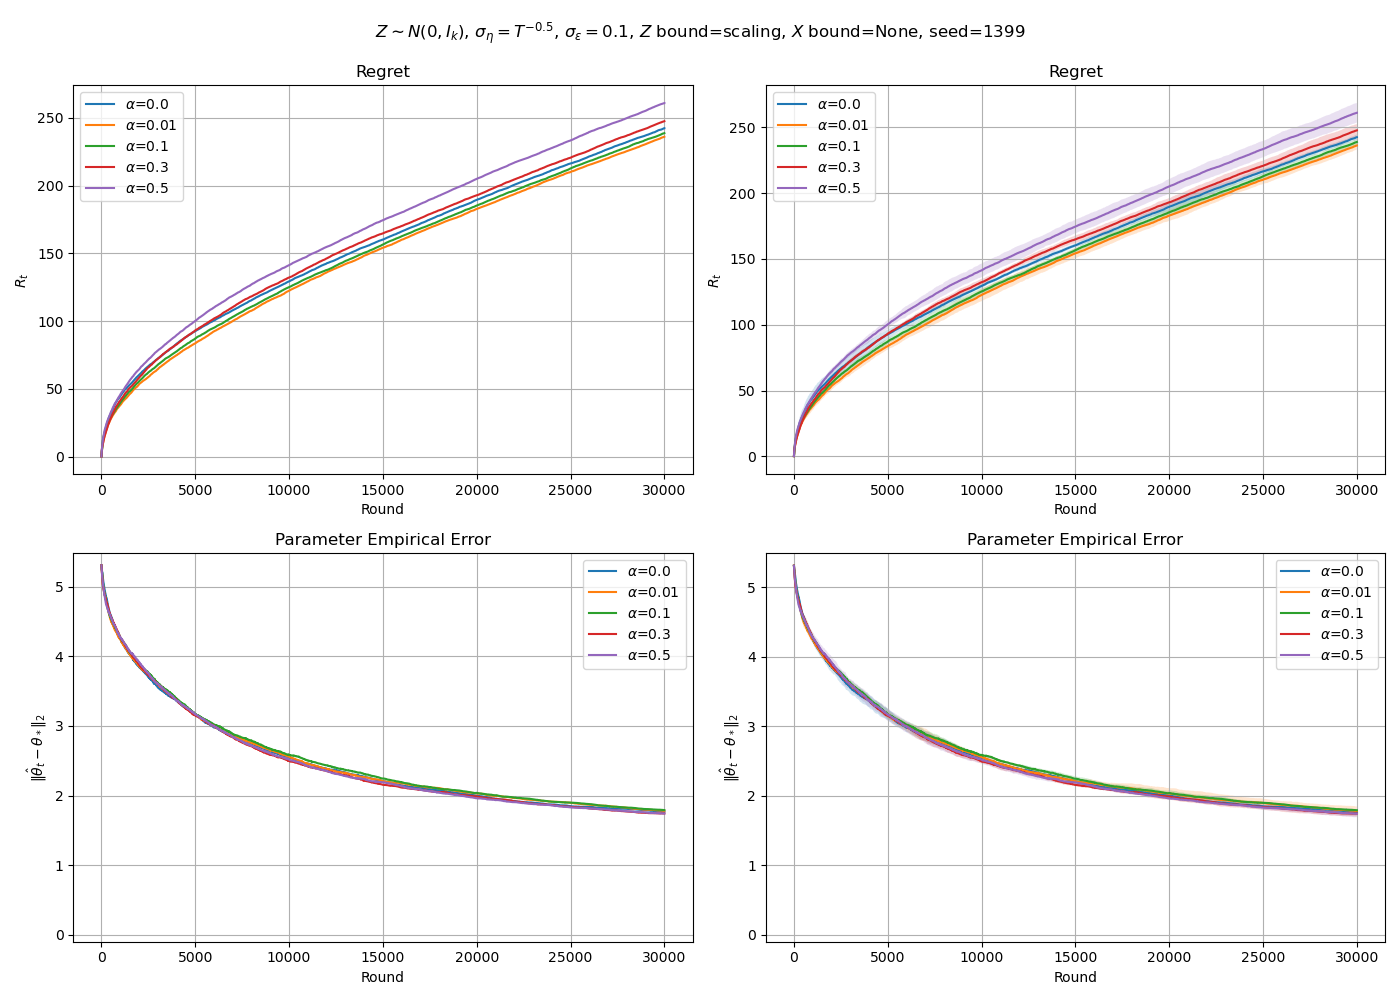 Z ∼ N(0, I_k), σ_η = T^{−0.5}, σ_ε = 0.1, Z bound=scaling, X bound=None, seed=1399
Regret
R_t
250
200
150
100
50
0
0 5000 10000 15000 20000 25000 30000
Round
α=0.0
α=0.01
α=0.1
α=0.3
α=0.5
Regret
R_t
250
200
150
100
50
0
0 5000 10000 15000 20000 25000 30000
Round
α=0.0
α=0.01
α=0.1
α=0.3
α=0.5
Parameter Empirical Error
‖θ̂_t − θ_*‖_2
5
4
3
2
1
0
0 5000 10000 15000 20000 25000 30000
Round
α=0.0
α=0.01
α=0.1
α=0.3
α=0.5
Parameter Empirical Error
‖θ̂_t − θ_*‖_2
5
4
3
2
1
0
0 5000 10000 15000 20000 25000 30000
Round
α=0.0
α=0.01
α=0.1
α=0.3
α=0.5